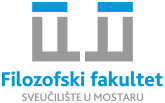 Filozofski fakultet
SVEUČILIŠTE U MOSTARU